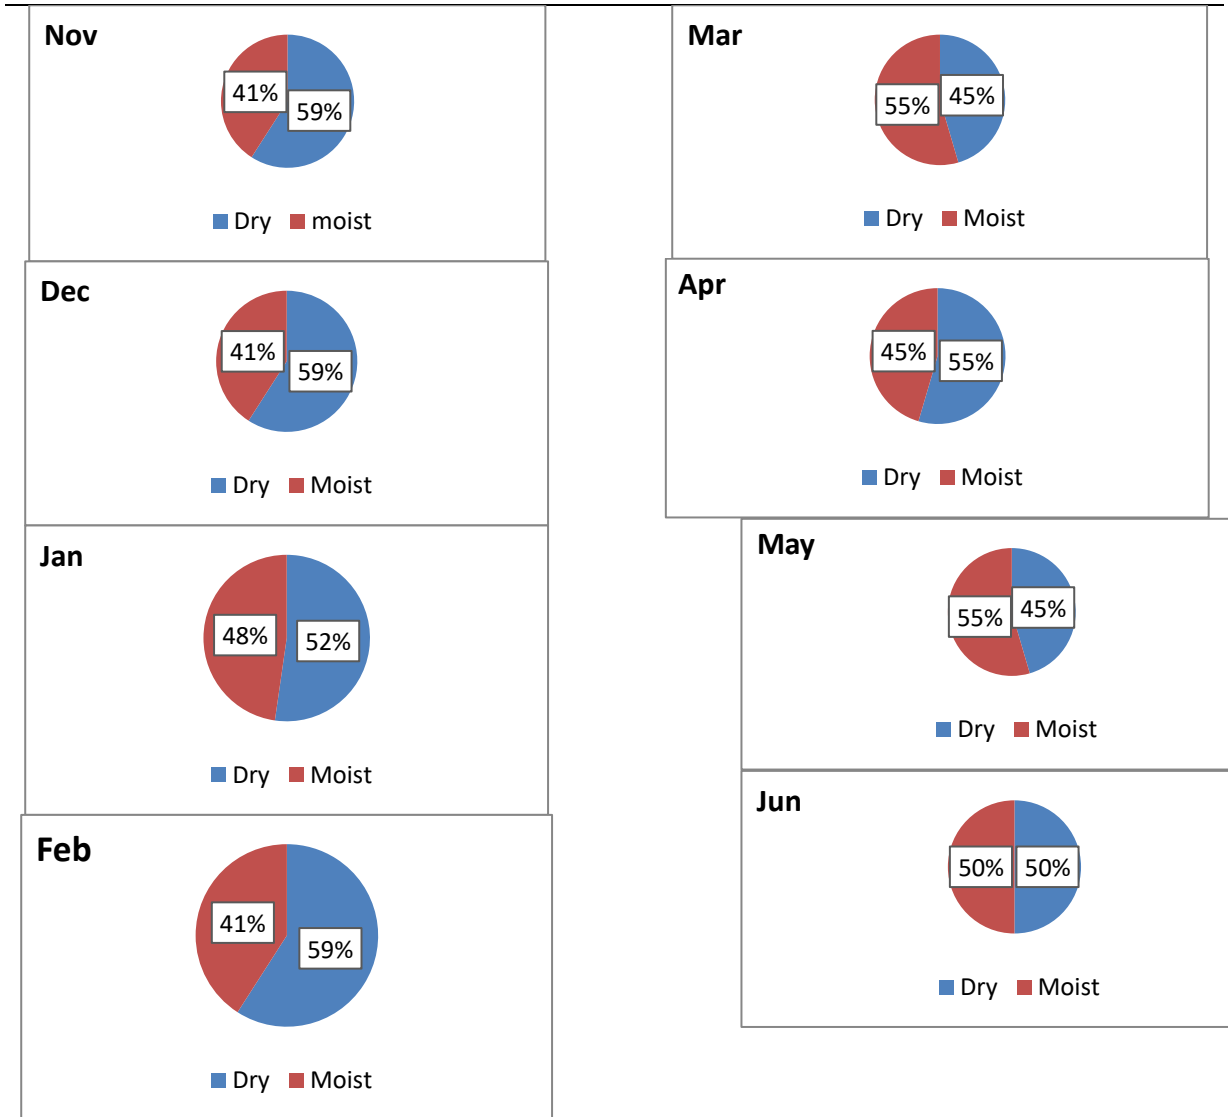 Nov
41%
59%
Dry moist
Dec
41%
59%
Dry Moist
Jan
48%
52%
Dry Moist
Feb
41%
59%
Dry Moist
Mar
55%
45%
Dry Moist
Apr
45%
55%
Dry Moist
May
55%
45%
Dry Moist
Jun
50% 50%
Dry Moist